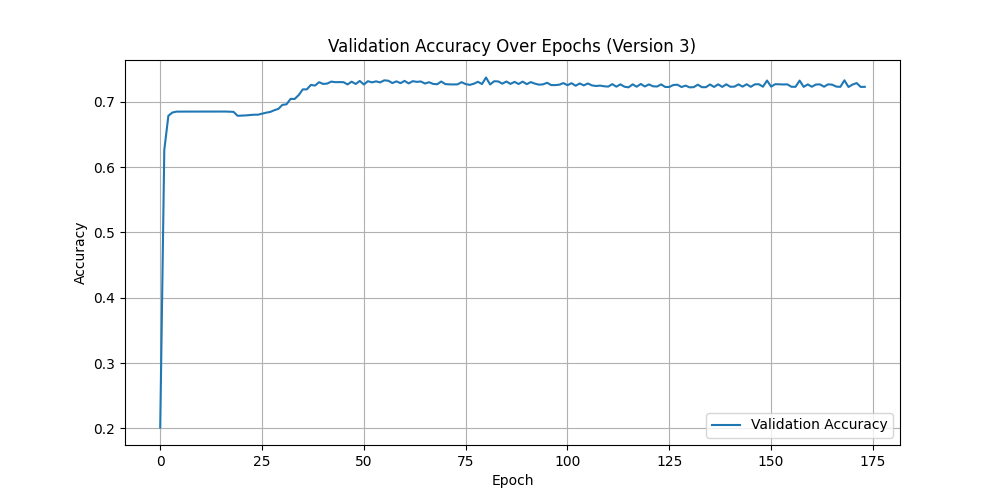 Validation Accuracy Over Epochs (Version 3)
Accuracy
0.7
0.6
0.5
0.4
0.3
0.2
0 25 50 75 100 125 150 175
Epoch
Validation Accuracy